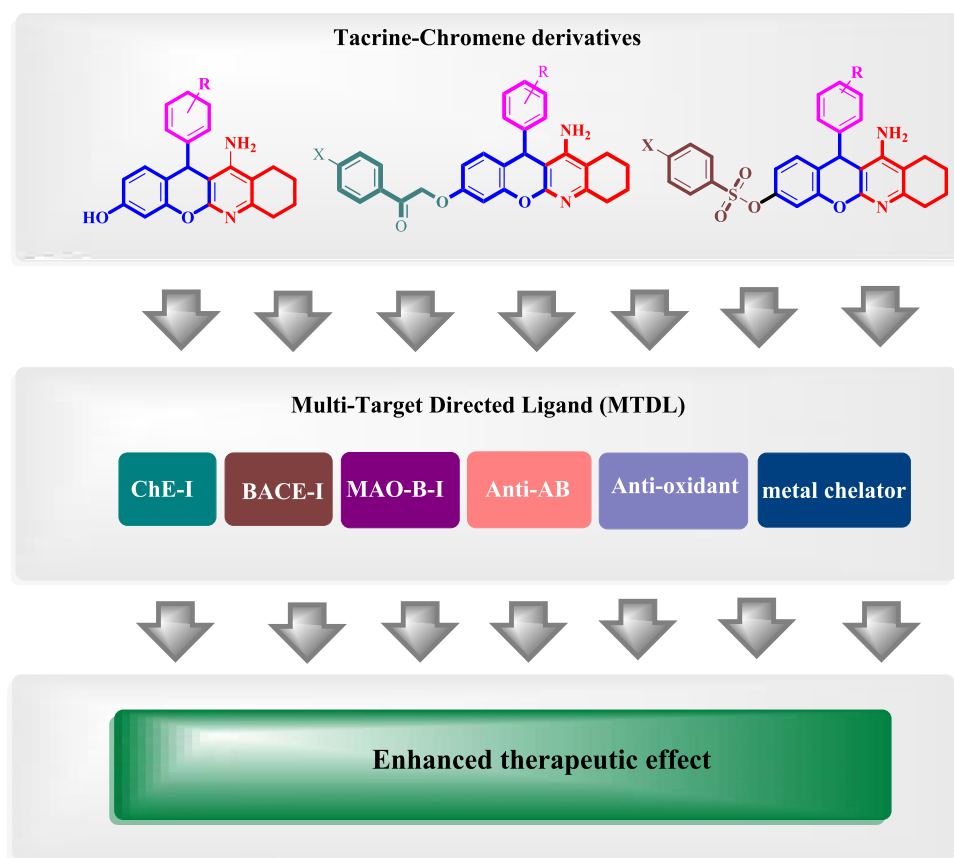 Tacrine-Chromene derivatives
R
NH2
HO
O
N
X
O
O
R
NH2
O
N
X
O
S
O
O
R
NH2
O
N
Multi-Target Directed Ligand (MTDL)
ChE-I
BACE-I
MAO-B-I
Anti-AB
Anti-oxidant
metal chelator
Enhanced therapeutic effect